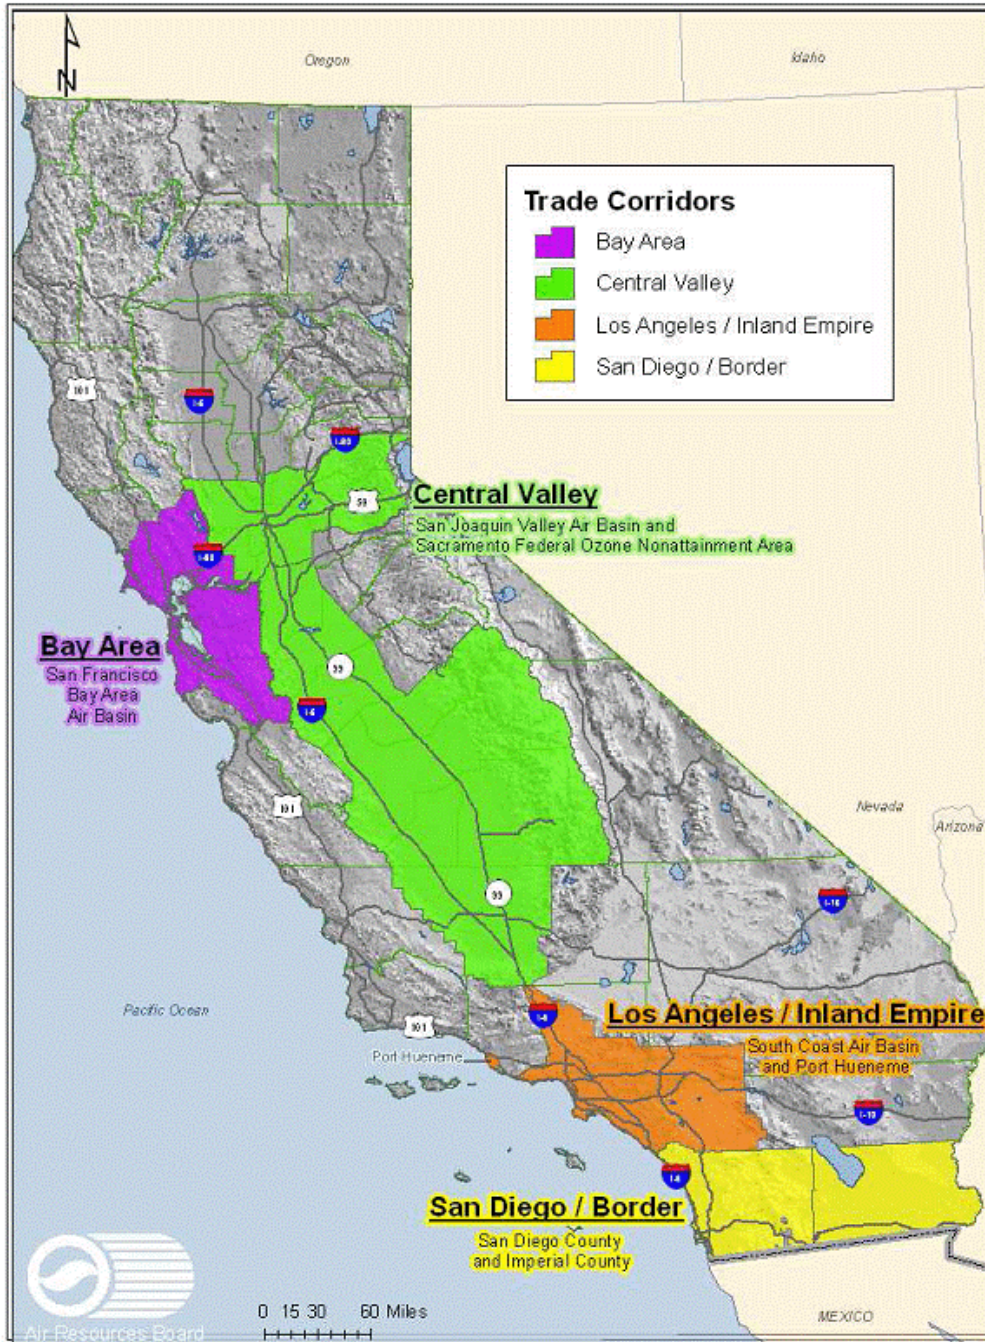 N
Oregon
Idaho
Trade Corridors
Bay Area
Central Valley
Los Angeles / Inland Empire
San Diego / Border
101
I-5
I-80
50
Central Valley
San Joaquin Valley Air Basin and
Sacramento Federal Ozone Nonattainment Area
I-80
Bay Area
San Francisco
Bay Area
Air Basin
99
I-5
101
Nevada
Arizona
99
I-15
Pacific Ocean
101
I-5
Los Angeles / Inland Empire
South Coast Air Basin
and Port Hueneme
Port Hueneme
I-10
I-5
San Diego / Border
San Diego County
and Imperial County
Air Resources Board
0 15 30 60 Miles
MEXICO